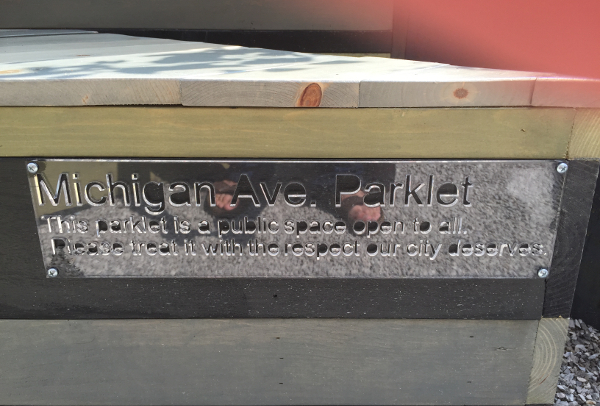 Michigan Ave. Parklet
This parklet is a public space open to all.
Please treat it with the respect our city deserves.